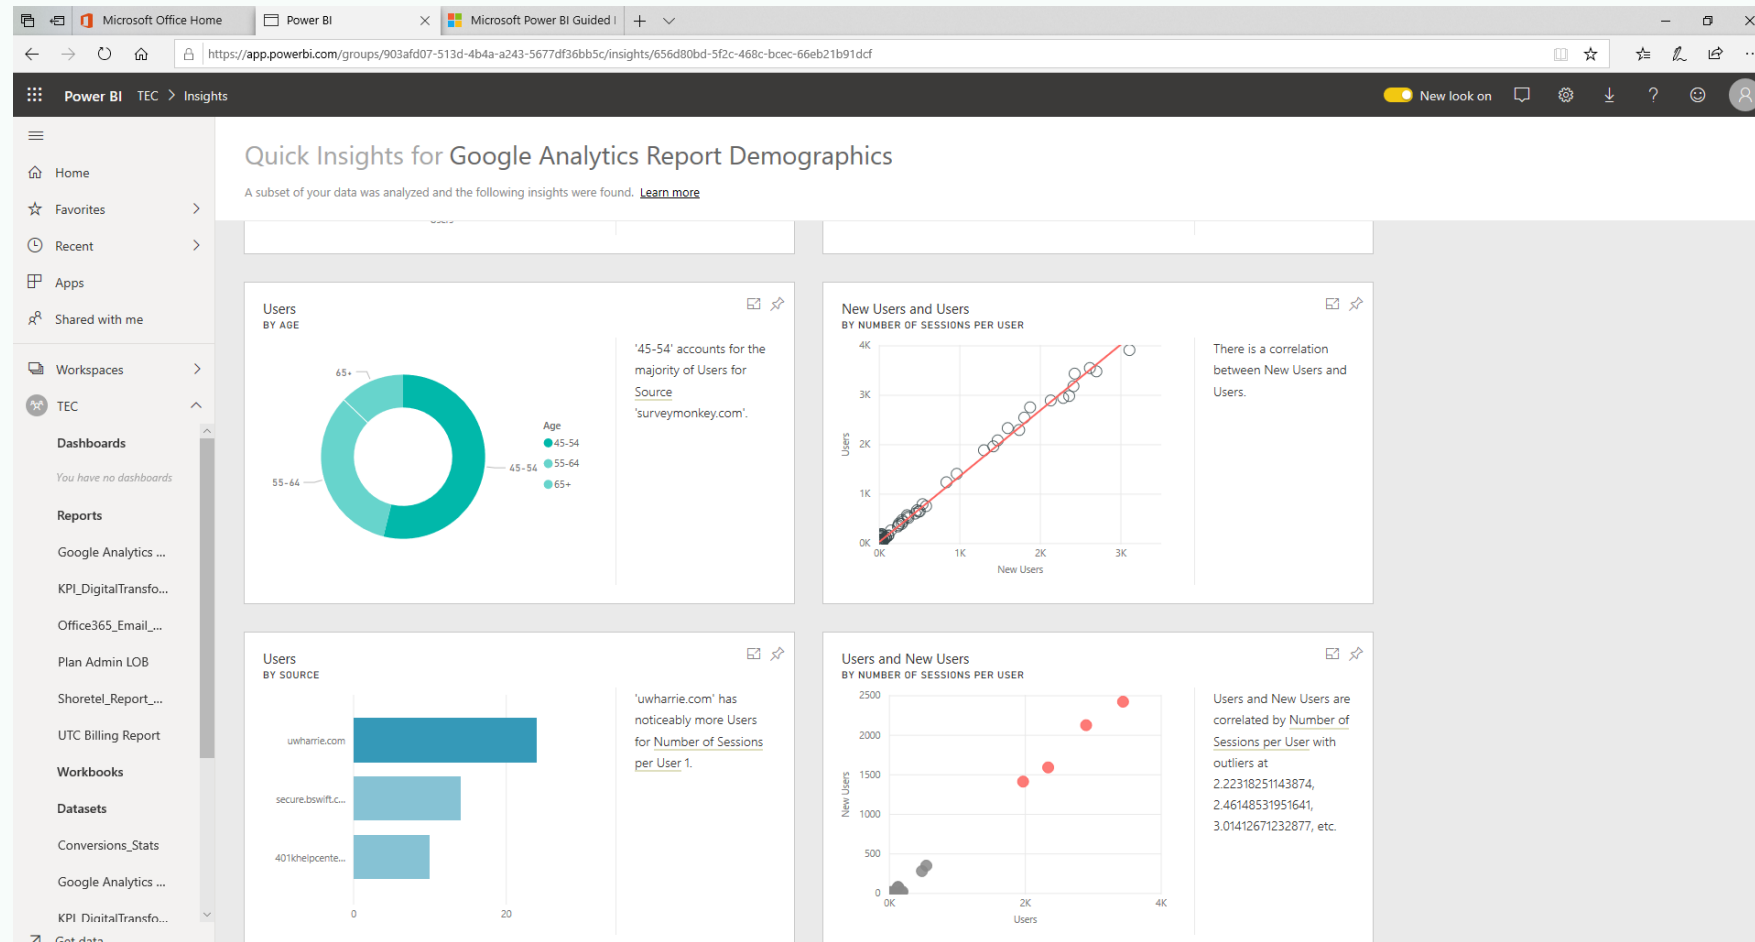 Microsoft Office Home
Power BI
Microsoft Power BI Guided
https://app.powerbi.com/groups/903afd07-513d-4b4a-a243-5677df36bb5c/insights/656d80bd-5f2c-468c-bcec-66eb21b91dcf
Power BI TEC > Insights
New look on
Home
Favorites
Recent
Apps
Shared with me
Workspaces
TEC
Dashboards
You have no dashboards
Reports
Google Analytics ...
KPI_DigitalTransfo...
Office365_Email_...
Plan Admin LOB
Shoretel_Report_...
UTC Billing Report
Workbooks
Datasets
Conversions_Stats
Google Analytics ...
KPI_DigitalTransfo...
Get data
Quick Insights for Google Analytics Report Demographics
A subset of your data was analyzed and the following insights were found. Learn more
Users
Users
BY AGE
65+
55-64
45-54
Age
45-54
55-64
65+
'45-54' accounts for the
majority of Users for
Source
'surveymonkey.com'.
New Users and Users
BY NUMBER OF SESSIONS PER USER
4K
3K
2K
1K
0K
Users
0K 1K 2K 3K
New Users
There is a correlation
between New Users and
Users.
Users
BY SOURCE
uwharrie.com
secure.bswift.c...
401khelpcente...
0 20
'uwharrie.com' has
noticeably more Users
for Number of Sessions
per User 1.
Users and New Users
BY NUMBER OF SESSIONS PER USER
2500
2000
1500
1000
500
0
New Users
0K 2K 4K
Users
Users and New Users are
correlated by Number of
Sessions per User with
outliers at
2.22318251143874,
2.46148531951641,
3.01412671232877, etc.